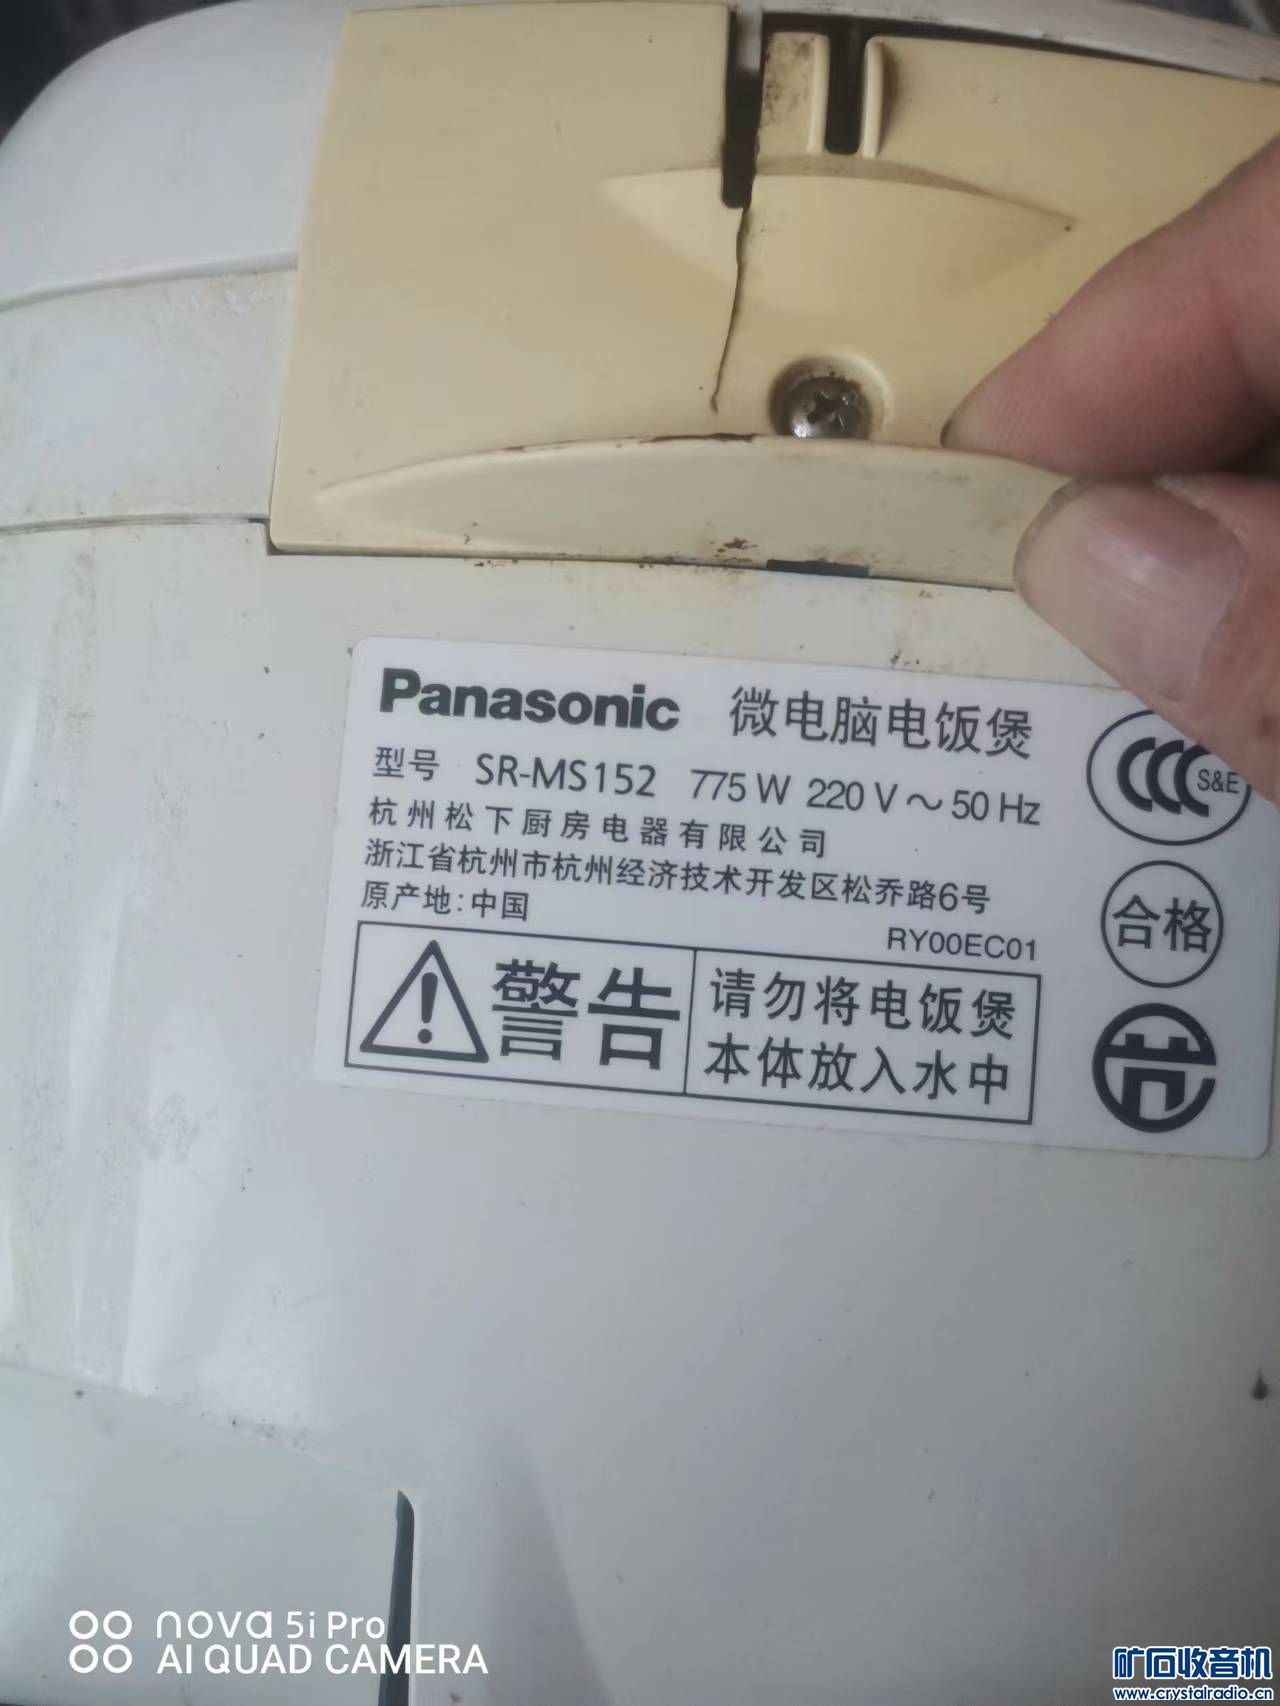 Panasonic 微电脑电饭煲
型号 SR-MS152 775W 220V～50Hz
杭州松下厨房电器有限公司
浙江省杭州市杭州经济技术开发区松乔路6号
原产地:中国
RY00EC01
CCC S&E
合格
警告
请勿将电饭煲
本体放入水中
nova 5i Pro
AI QUAD CAMERA
矿石收音机
www.crystalradio.cn